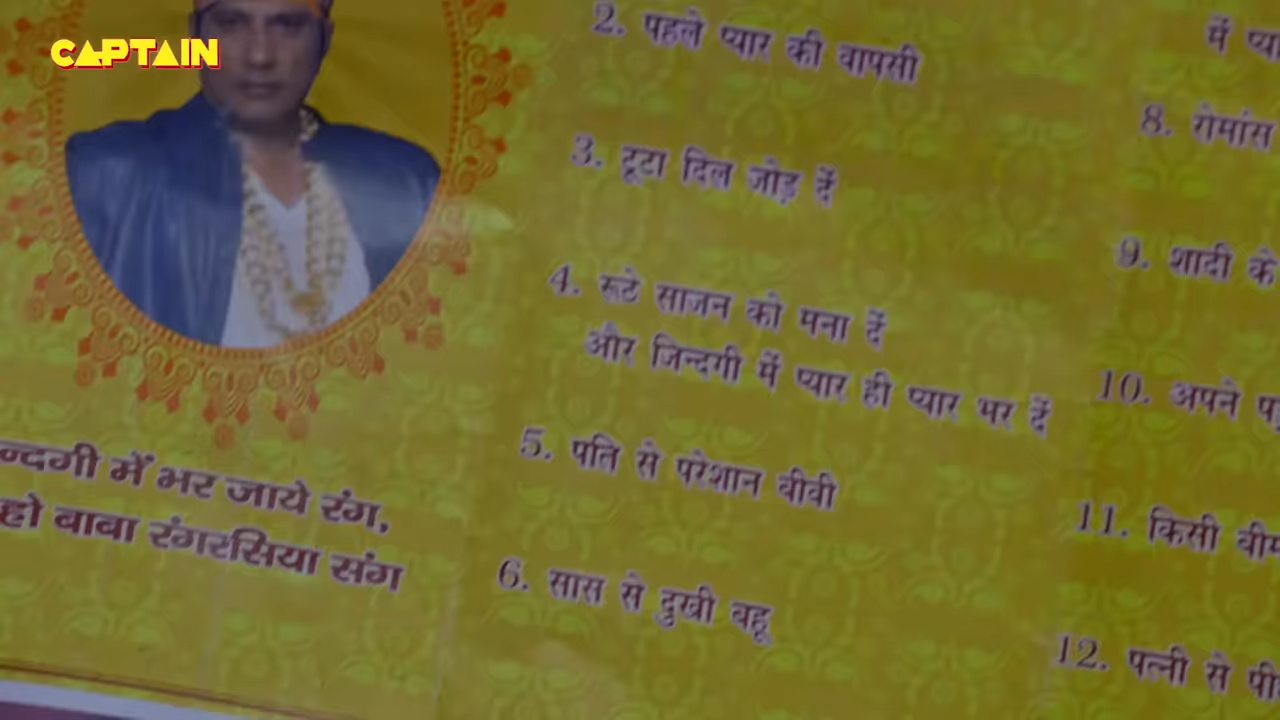 CAPTAIN
2. पहले प्यार की वापसी
3. टूटा दिल जोड़ दें
4. रूटे साजन को मना दें
और जिन्दगी में प्यार ही प्यार भर दें
5. पति से परेशान बीवी
6. सास से दुखी बहू
में
8. रोमांस
9. शादी के
10. अपने
11. किसी
12. पत्नी से
में भर जाये रंग,
हो बाबा रंगरसिया संग